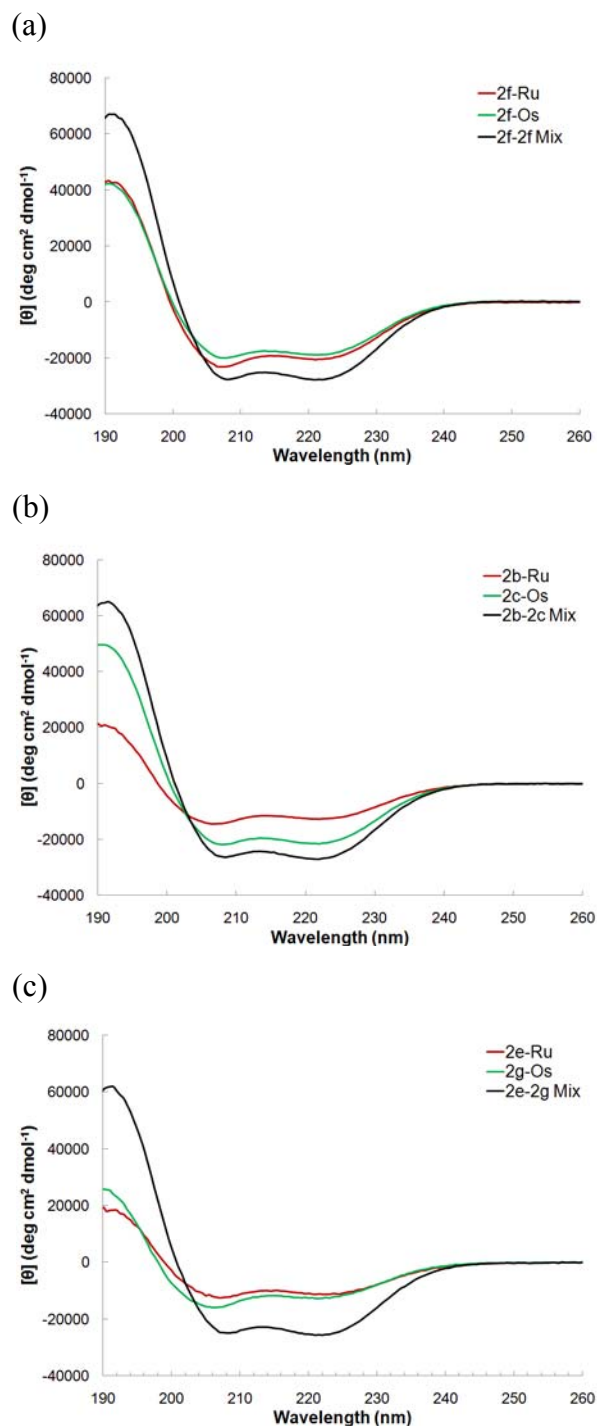 (a)
80000
60000
40000
20000
0
-20000
-40000
[θ] (deg cm² dmol⁻¹)
2f-Ru
2f-Os
2f-2f Mix
190 200 210 220 230 240 250 260
Wavelength (nm)
(b)
80000
60000
40000
20000
0
-20000
-40000
[θ] (deg cm² dmol⁻¹)
2b-Ru
2c-Os
2b-2c Mix
190 200 210 220 230 240 250 260
Wavelength (nm)
(c)
80000
60000
40000
20000
0
-20000
-40000
[θ] (deg cm² dmol⁻¹)
2e-Ru
2g-Os
2e-2g Mix
190 200 210 220 230 240 250 260
Wavelength (nm)